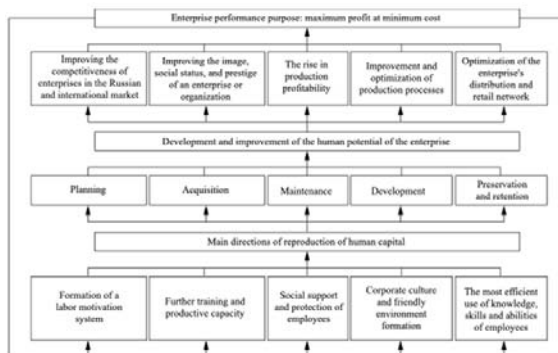 Enterprise performance purpose: maximum profit at minimum cost
Improving the
competitiveness of
enterprises in the Russian
and international market
Improving the image,
social status, and prestige
of an enterprise or
organization
The rise in
production
profitability
Improvement and
optimization of
production processes
Optimization of the
enterprise's
distribution and
retail network
Development and improvement of the human potential of the enterprise
Planning
Acquisition
Maintenance
Development
Preservation
and retention
Main directions of reproduction of human capital
Formation of a
labor motivation
system
Further training and
productive capacity
Social support
and protection of
employees
Corporate culture
and friendly
environment
formation
The most efficient
use of knowledge,
skills and abilities
of employees